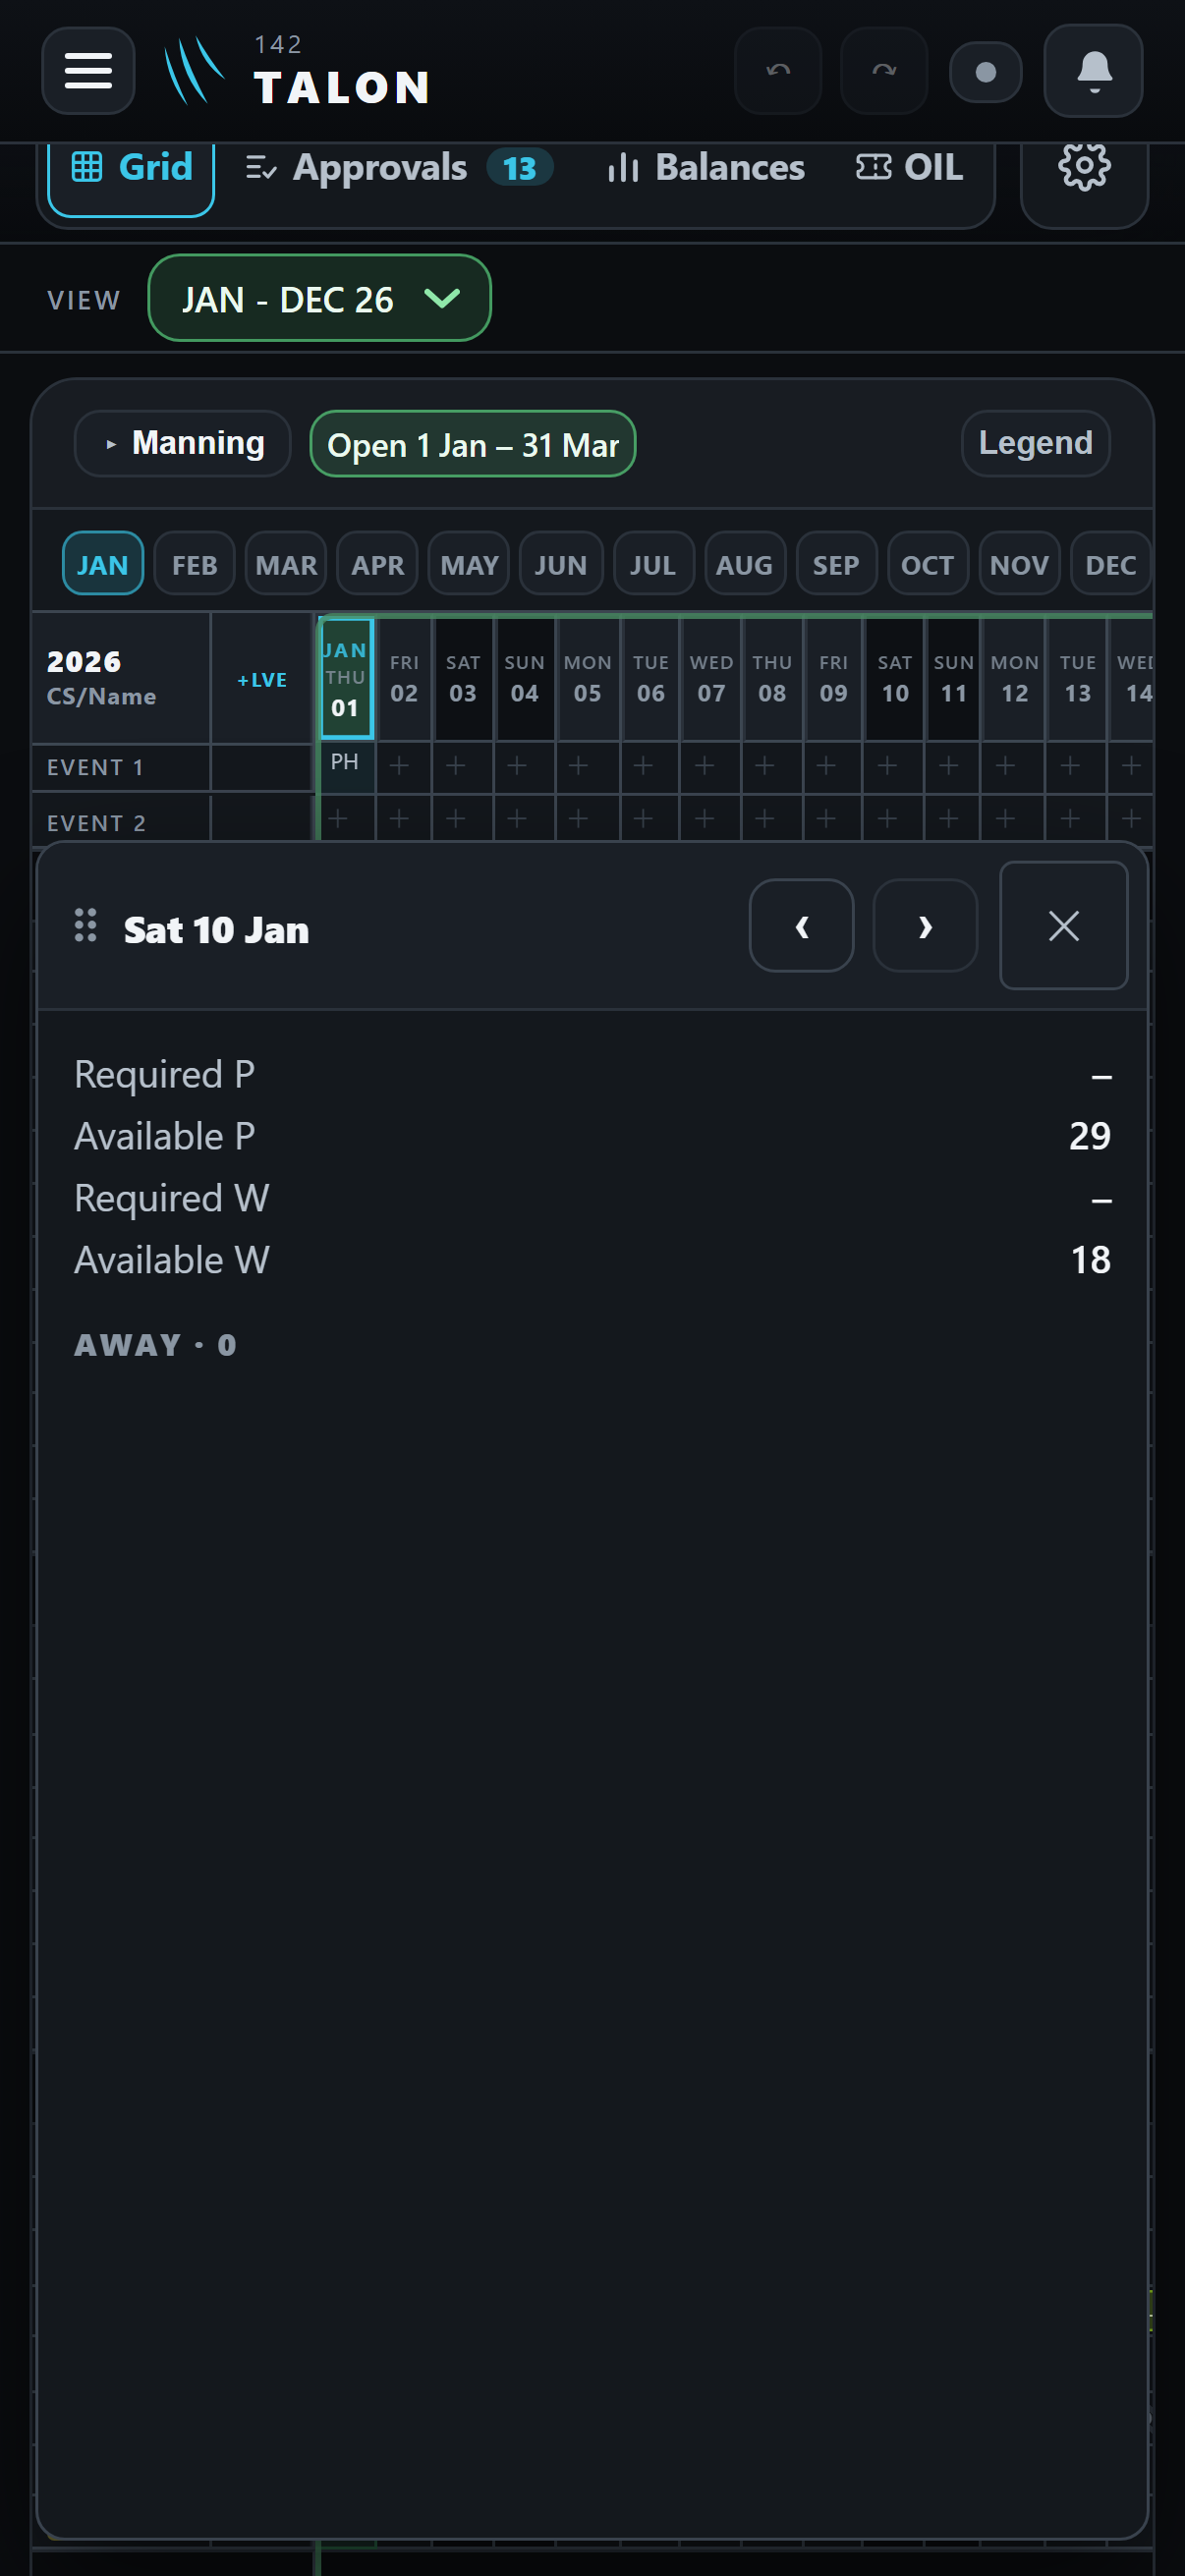 142
TALON
Grid Approvals 13 Balances OIL
VIEW JAN - DEC 26
▸ Manning Open 1 Jan – 31 Mar Legend
JAN FEB MAR APR MAY JUN JUL AUG SEP OCT NOV DEC
2026
CS/Name
+LVE
JAN THU 01
FRI 02
SAT 03
SUN 04
MON 05
TUE 06
WED 07
THU 08
FRI 09
SAT 10
SUN 11
MON 12
TUE 13
14
EVENT 1 PH + + + + + + + + + + + + +
EVENT 2 + + + + + + + + + + + + + +
Sat 10 Jan ‹ ›
Required P –
Available P 29
Required W –
Available W 18
AWAY · 0